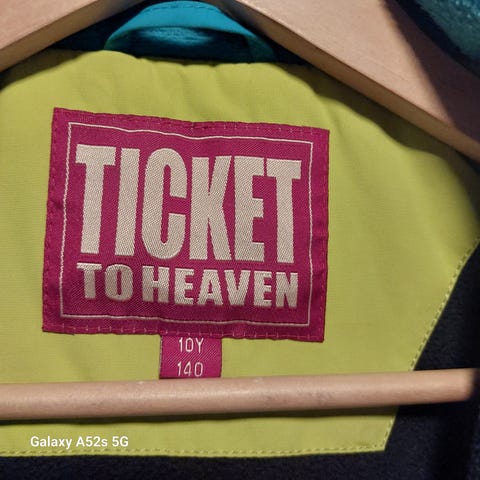 TICKET
TO HEAVEN
10Y
140
Galaxy A52s 5G